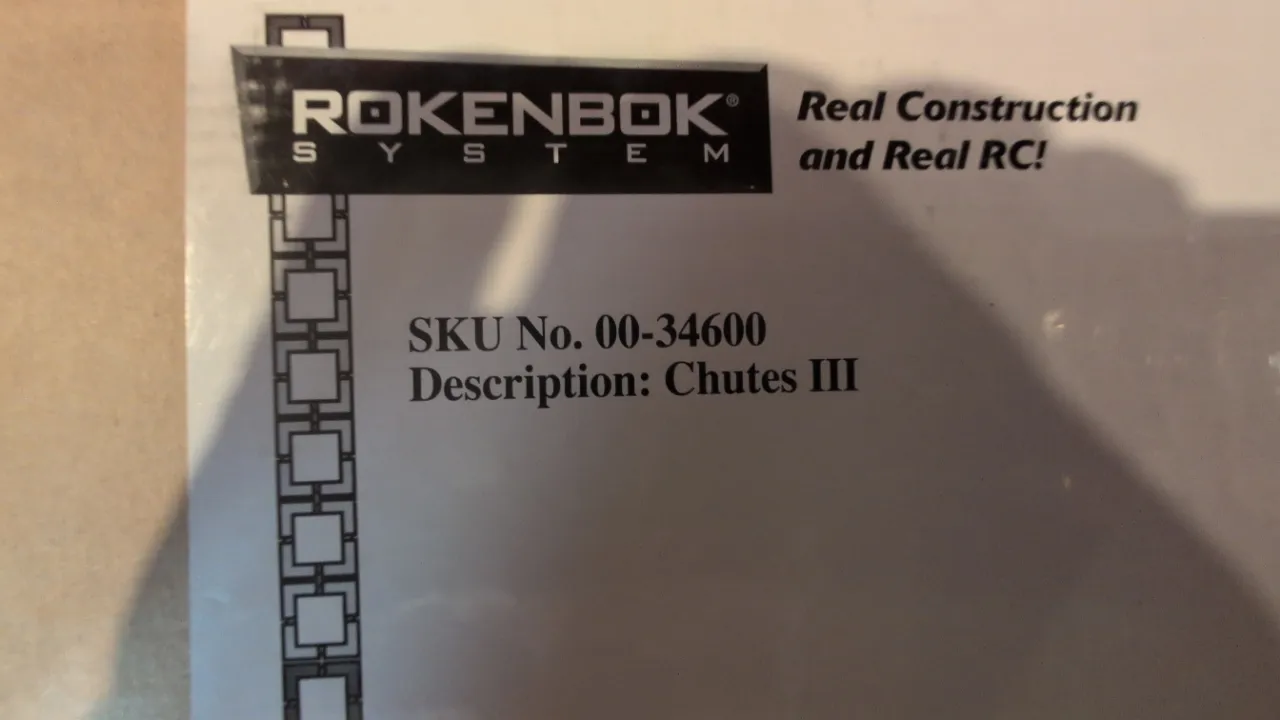 ROKENBOK®
SYSTEM
Real Construction
and Real RC!
SKU No. 00-34600
Description: Chutes III